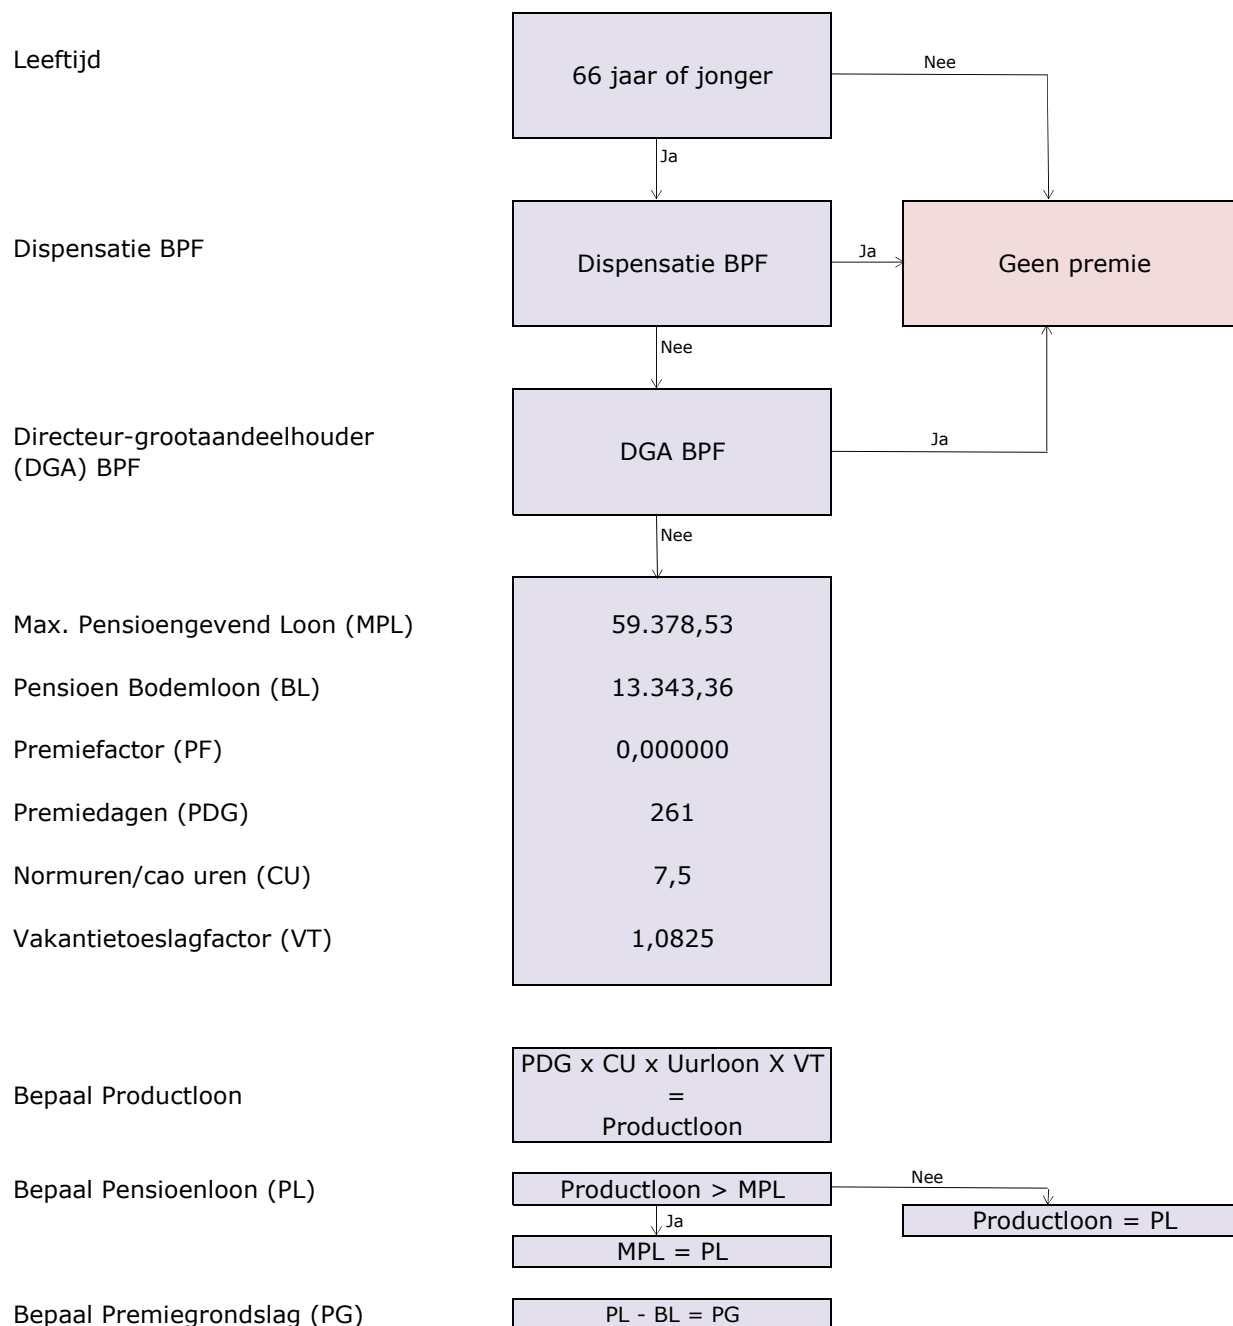 Leeftijd
66 jaar of jonger
Nee
Ja
Dispensatie BPF
Dispensatie BPF
Ja
Geen premie
Nee
Directeur-grootaandeelhouder
(DGA) BPF
DGA BPF
Ja
Nee
Max. Pensioengevend Loon (MPL)
59.378,53
Pensioen Bodemloon (BL)
13.343,36
Premiefactor (PF)
0,000000
Premiedagen (PDG)
261
Normuren/cao uren (CU)
7,5
Vakantietoeslagfactor (VT)
1,0825
Bepaal Productloon
PDG x CU x Uurloon X VT
=
Productloon
Bepaal Pensioenloon (PL)
Productloon > MPL
Nee
Productloon = PL
Ja
MPL = PL
Bepaal Premiegrondslag (PG)
PL - BL = PG